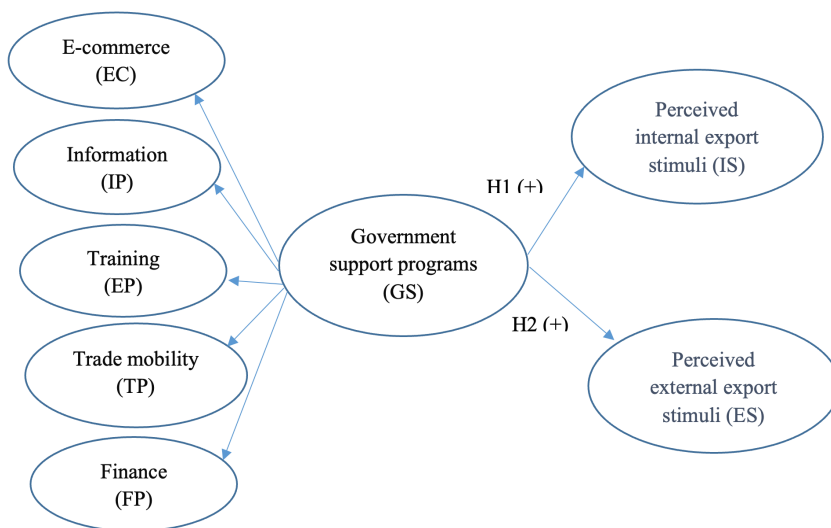 E-commerce
(EC)
Information
(IP)
Training
(EP)
Trade mobility
(TP)
Finance
(FP)
Government
support programs
(GS)
H1 (+)
H2 (+)
Perceived
internal export
stimuli (IS)
Perceived
external export
stimuli (ES)